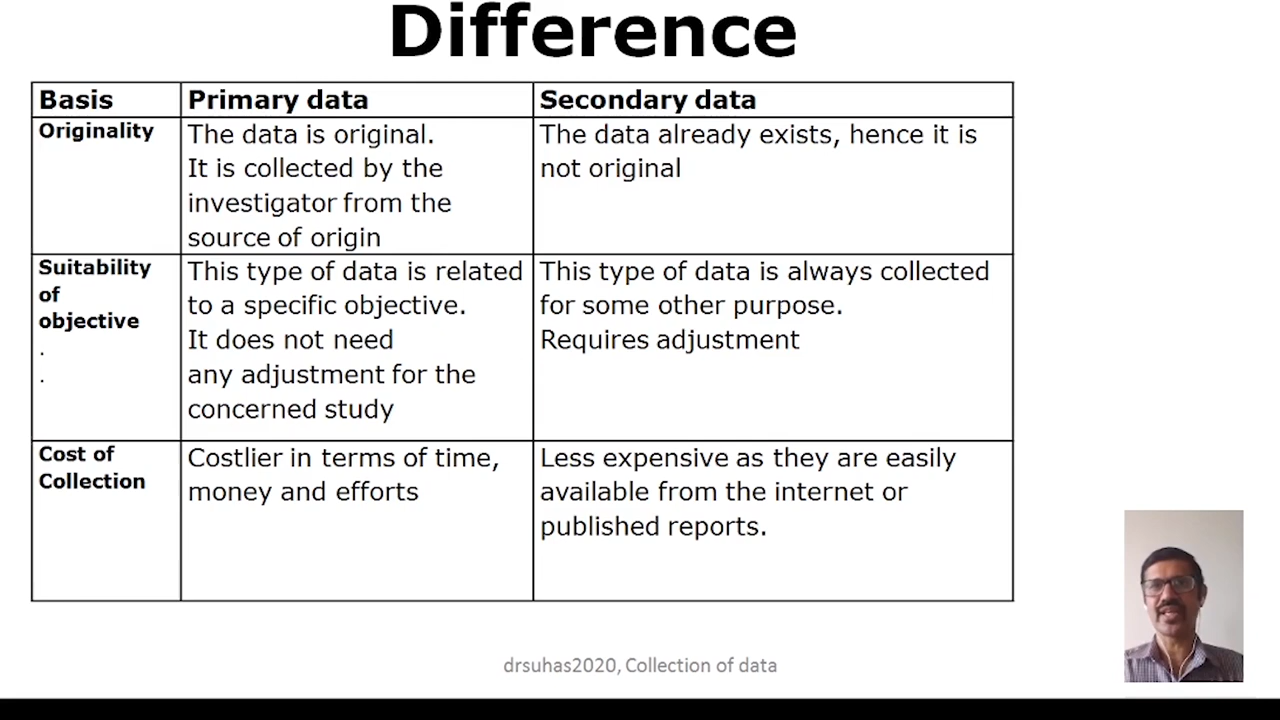 Difference
Basis
Primary data
Secondary data
Originality
The data is original.
It is collected by the
investigator from the
source of origin
The data already exists, hence it is
not original
Suitability
of
objective
.
.
This type of data is related
to a specific objective.
It does not need
any adjustment for the
concerned study
This type of data is always collected
for some other purpose.
Requires adjustment
Cost of
Collection
Costlier in terms of time,
money and efforts
Less expensive as they are easily
available from the internet or
published reports.
drsuhas2020, Collection of data